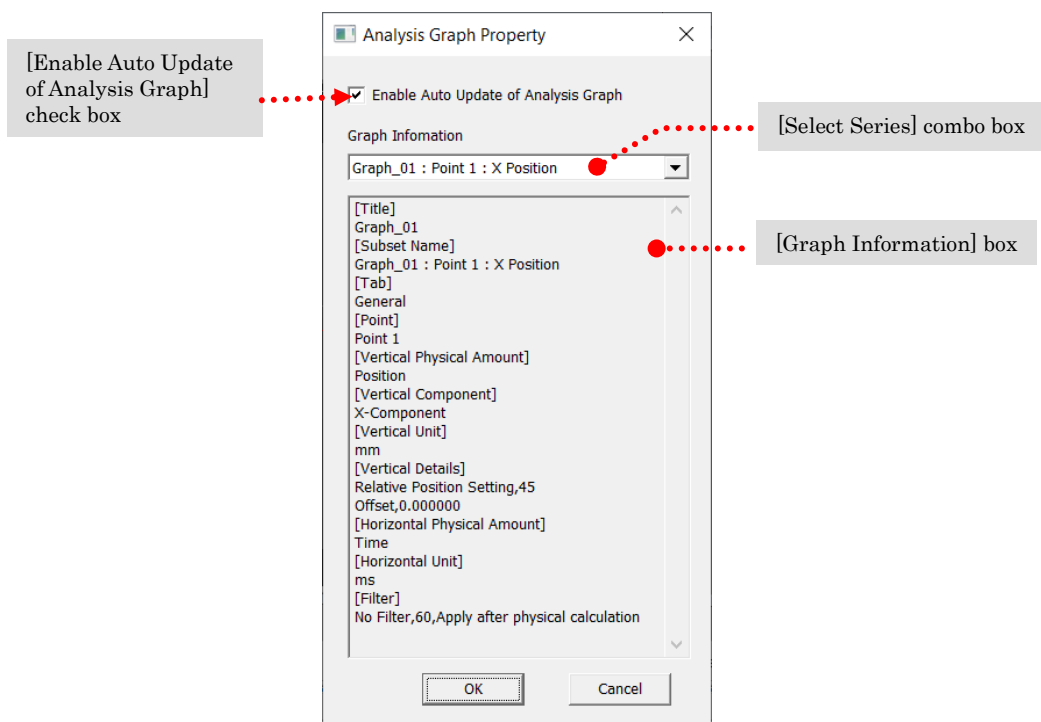 Analysis Graph Property
[Enable Auto Update
of Analysis Graph]
check box
Enable Auto Update of Analysis Graph
[Select Series] combo box
Graph Infomation
Graph_01 : Point 1 : X Position
[Graph Information] box
[Title]
Graph_01
[Subset Name]
Graph_01 : Point 1 : X Position
[Tab]
General
[Point]
Point 1
[Vertical Physical Amount]
Position
[Vertical Component]
X-Component
[Vertical Unit]
mm
[Vertical Details]
Relative Position Setting,45
Offset,0.000000
[Horizontal Physical Amount]
Time
[Horizontal Unit]
ms
[Filter]
No Filter,60,Apply after physical calculation
OK
Cancel